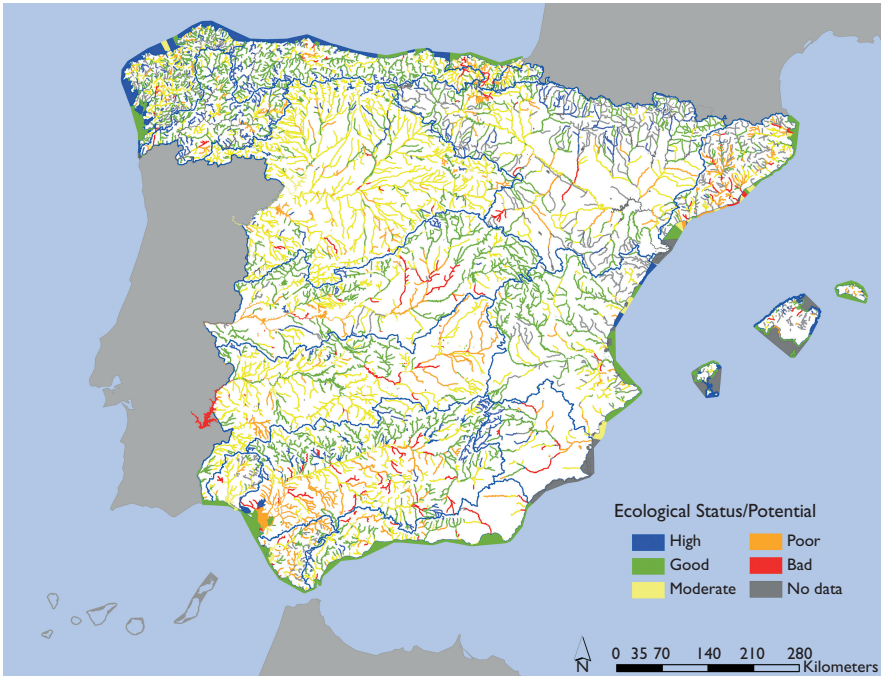 Ecological Status/Potential
High
Poor
Good
Bad
Moderate
No data
N
0 35 70 140 210 280
Kilometers